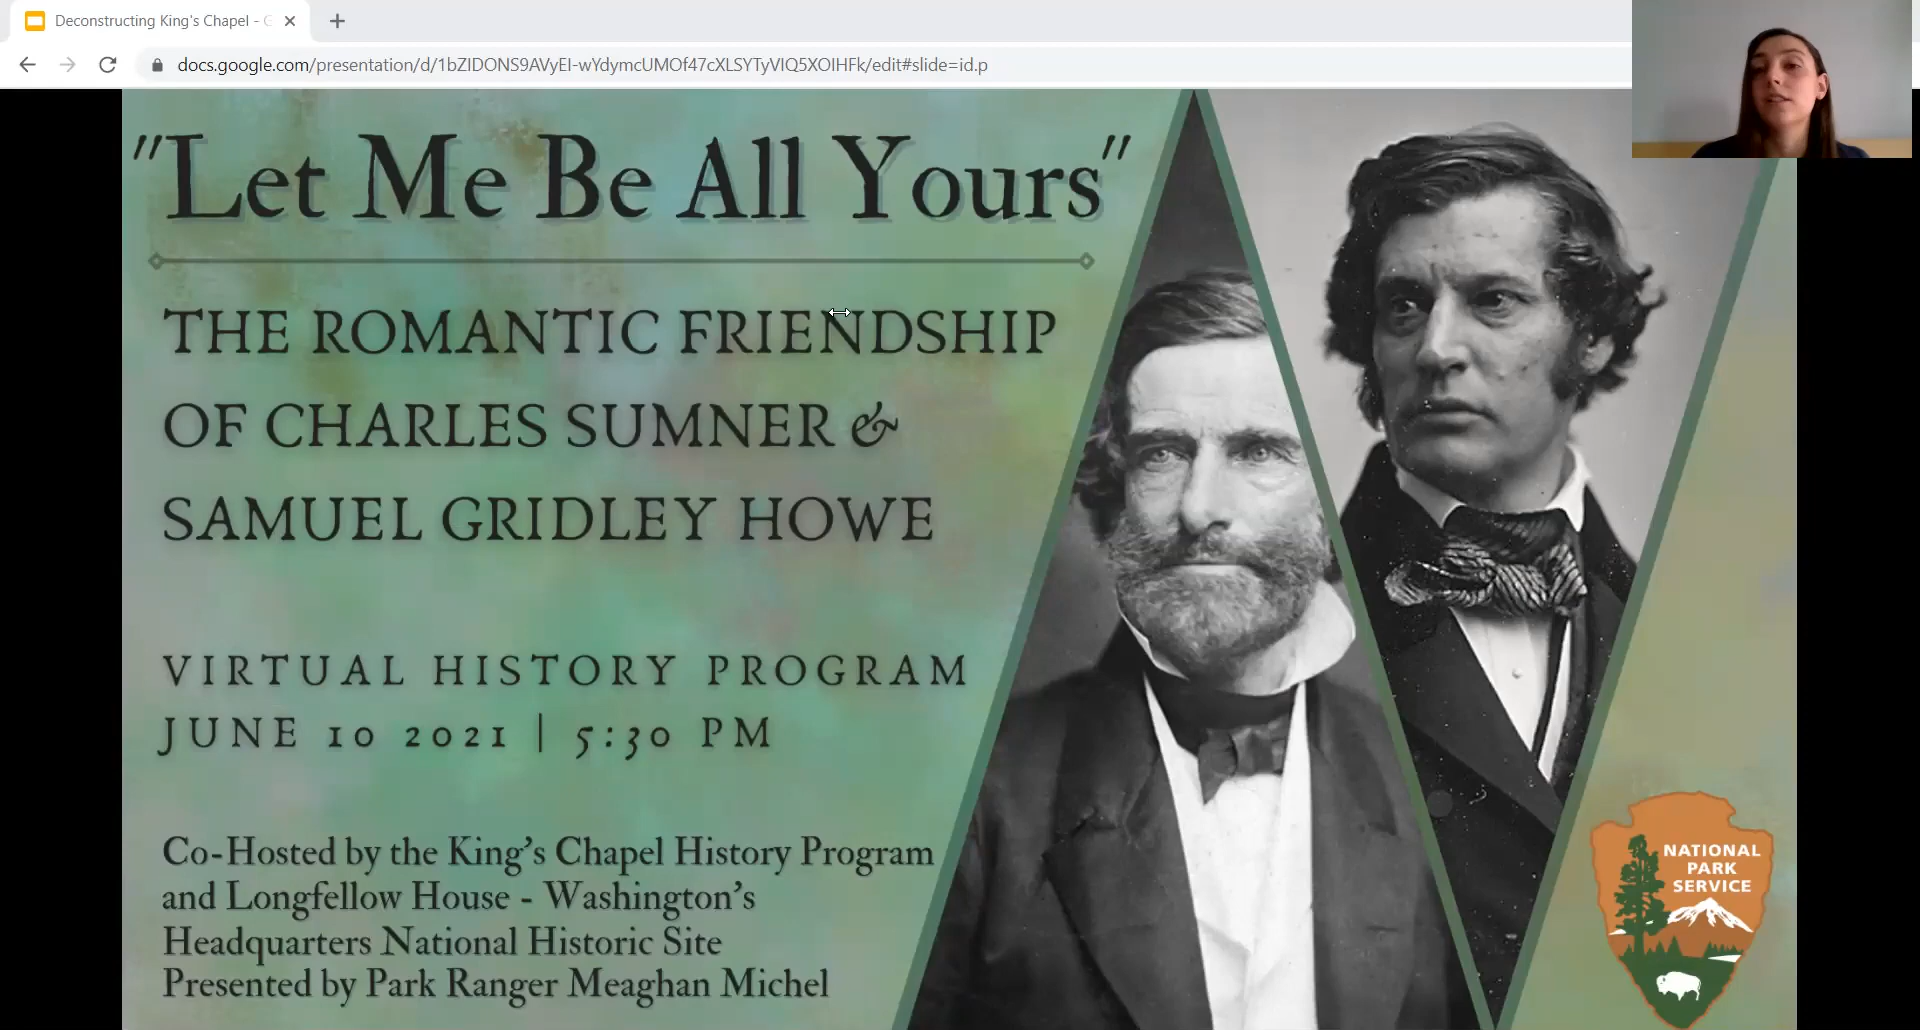 Deconstructing King's Chapel - G
docs.google.com/presentation/d/1bZIDONS9AVyEI-wYdymcUMOf47cXLSYTyVIQ5XOIHFk/edit#slide=id.p
"Let Me Be All Yours"
THE ROMANTIC FRIENDSHIP
OF CHARLES SUMNER &
SAMUEL GRIDLEY HOWE
VIRTUAL HISTORY PROGRAM
JUNE 10 2021 | 5:30 PM
Co-Hosted by the King's Chapel History Program
and Longfellow House - Washington's
Headquarters National Historic Site
Presented by Park Ranger Meaghan Michel
NATIONAL
PARK
SERVICE